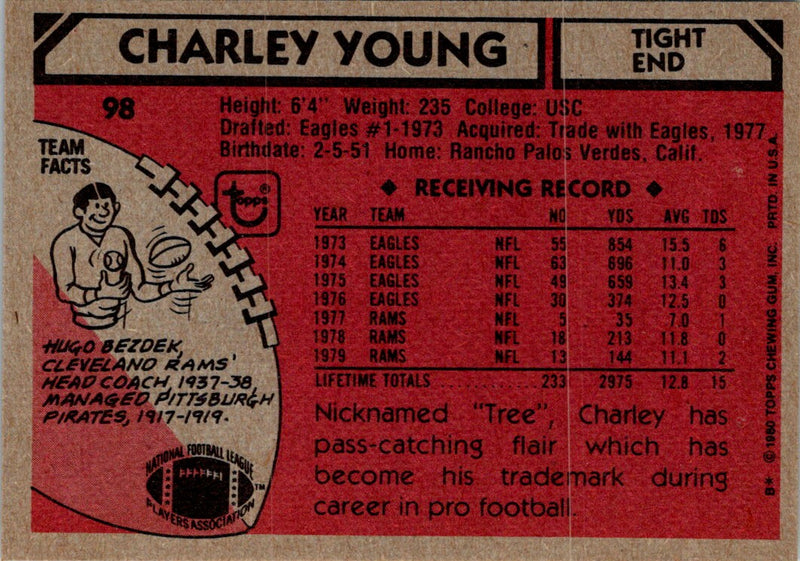 CHARLEY YOUNG
TIGHT
END
98
Height: 6'4" Weight: 235 College: USC
Drafted: Eagles #1-1973 Acquired: Trade with Eagles, 1977
Birthdate: 2-5-51 Home: Rancho Palos Verdes, Calif.
TEAM
FACTS
topps®
◆ RECEIVING RECORD ◆
YEAR TEAM NO YDS AVG TDS
1973 EAGLES NFL 55 854 15.5 6
1974 EAGLES NFL 63 696 11.0 3
1975 EAGLES NFL 49 659 13.4 3
1976 EAGLES NFL 30 374 12.5 0
1977 RAMS NFL 5 35 7.0 1
1978 RAMS NFL 18 213 11.8 0
1979 RAMS NFL 13 144 11.1 2
LIFETIME TOTALS 233 2975 12.8 15
HUGO BEZDEK,
CLEVELAND RAMS'
HEAD COACH, 1937-38,
MANAGED PITTSBURGH
PIRATES, 1917-1919.
Nicknamed "Tree", Charley has
pass-catching flair which has
become his trademark during
career in pro football.
NATIONAL FOOTBALL LEAGUE
PLAYERS ASSOCIATION
TM
B* © 1980 TOPPS CHEWING GUM, INC. PRTD. IN U.S.A.